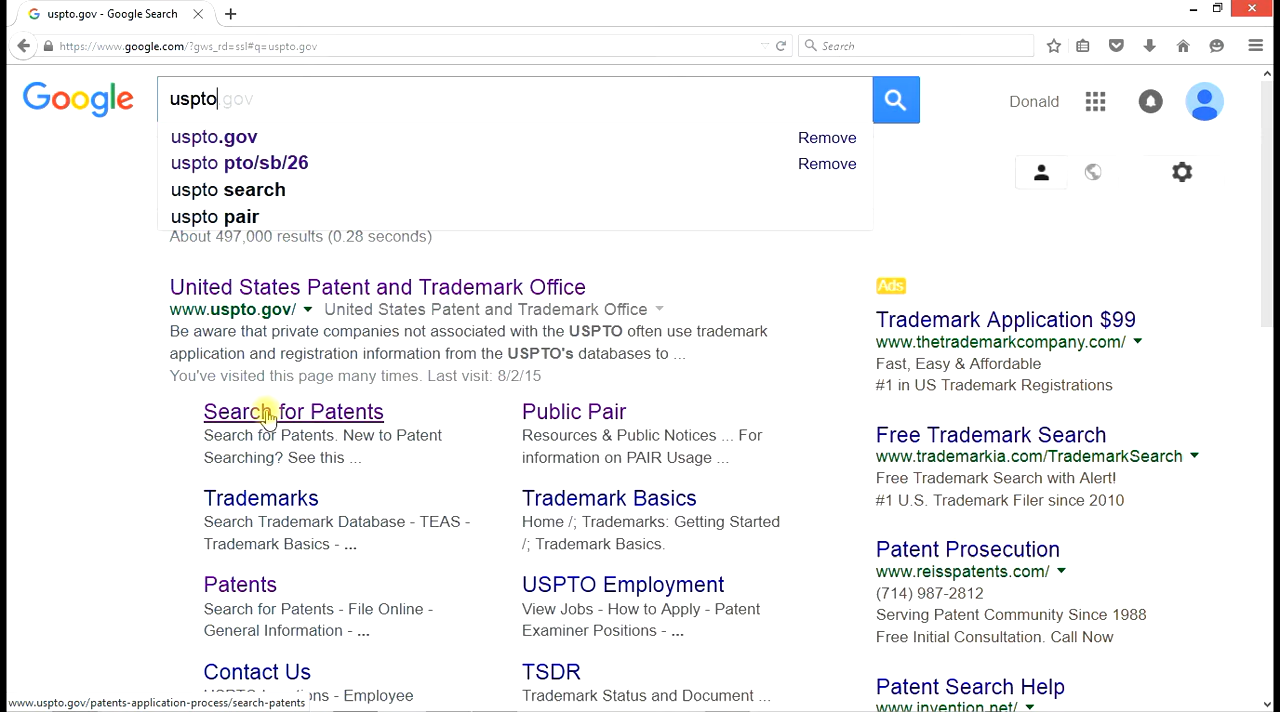 uspto.gov - Google Search
https://www.google.com/?gws_rd=ssl#q=uspto.gov
Search
Google
uspto.gov
Donald
uspto.gov Remove
uspto pto/sb/26 Remove
uspto search
uspto pair
About 497,000 results (0.28 seconds)
United States Patent and Trademark Office
www.uspto.gov/ United States Patent and Trademark Office
Be aware that private companies not associated with the USPTO often use trademark
application and registration information from the USPTO's databases to ...
You've visited this page many times. Last visit: 8/2/15
Search for Patents
Search for Patents. New to Patent
Searching? See this ...
Public Pair
Resources & Public Notices ... For
information on PAIR Usage ...
Trademarks
Search Trademark Database - TEAS -
Trademark Basics - ...
Trademark Basics
Home /; Trademarks: Getting Started
/; Trademark Basics.
Patents
Search for Patents - File Online -
General Information - ...
USPTO Employment
View Jobs - How to Apply - Patent
Examiner Positions - ...
Contact Us
- Employee
TSDR
Trademark Status and Document ...
Ads
Trademark Application $99
www.thetrademarkcompany.com/
Fast, Easy & Affordable
#1 in US Trademark Registrations
Free Trademark Search
www.trademarkia.com/TrademarkSearch
Free Trademark Search with Alert!
#1 U.S. Trademark Filer since 2010
Patent Prosecution
www.reisspatents.com/
(714) 987-2812
Serving Patent Community Since 1988
Free Initial Consultation. Call Now
Patent Search Help
www.invention.net/
www.uspto.gov/patents-application-process/search-patents